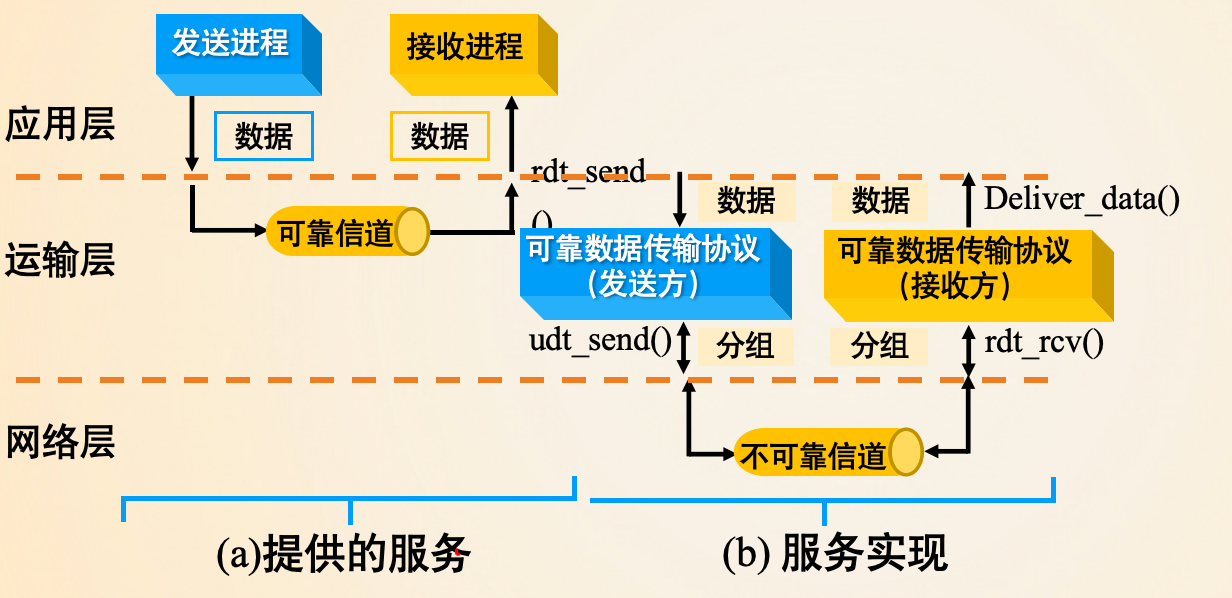 发送进程
接收进程
应用层
数据
数据
rdt_send
()
数据
数据
Deliver_data()
运输层
可靠信道
可靠数据传输协议
(发送方)
可靠数据传输协议
(接收方)
udt_send()
分组
分组
rdt_rcv()
网络层
不可靠信道
(a)提供的服务
(b) 服务实现